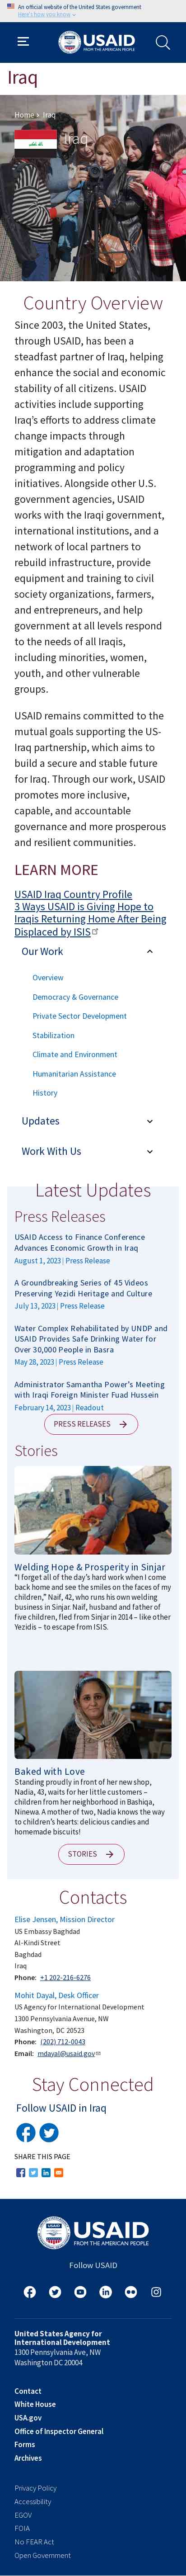 An official website of the United States government
Here's how you know
USAID
FROM THE AMERICAN PEOPLE
Iraq
Home > Iraq
Iraq
Country Overview
Since 2003, the United States,
through USAID, has been a
steadfast partner of Iraq, helping
enhance the social and economic
stability of all citizens. USAID
activities include supporting
Iraq's efforts to address climate
change impacts through
mitigation and adaptation
programming and policy
initiatives. Alongside other U.S.
government agencies, USAID
works with the Iraqi government,
international institutions, and a
network of local partners to
rebuild infrastructure, provide
equipment and training to civil
society organizations, farmers,
and entrepreneurs, and help
government at all levels respond
to the needs of all Iraqis,
including minorities, women,
youth, and other vulnerable
groups.
USAID remains committed to the
mutual goals supporting the US-
Iraq partnership, which aims to
build a secure and stable future
for Iraq. Through our work, USAID
promotes more inclusive,
capable, and accountable
governance and more prosperous
and resilient communities.
LEARN MORE
USAID Iraq Country Profile
3 Ways USAID is Giving Hope to
Iraqis Returning Home After Being
Displaced by ISIS
Our Work
Overview
Democracy & Governance
Private Sector Development
Stabilization
Climate and Environment
Humanitarian Assistance
History
Updates
Work With Us
Latest Updates
Press Releases
USAID Access to Finance Conference
Advances Economic Growth in Iraq
August 1, 2023 | Press Release
A Groundbreaking Series of 45 Videos
Preserving Yezidi Heritage and Culture
July 13, 2023 | Press Release
Water Complex Rehabilitated by UNDP and
USAID Provides Safe Drinking Water for
Over 30,000 People in Basra
May 28, 2023 | Press Release
Administrator Samantha Power's Meeting
with Iraqi Foreign Minister Fuad Hussein
February 14, 2023 | Readout
PRESS RELEASES
Stories
Welding Hope & Prosperity in Sinjar
"I forget all of the day's hard work when I come
back home and see the smiles on the faces of my
children," Naif, 42, who runs his own welding
business in Sinjar. Naif, husband and father of
five children, fled from Sinjar in 2014 – like other
Yezidis – to escape from ISIS.
Baked with Love
Standing proudly in front of her new shop,
Nadia, 43, waits for her little customers –
children from her neighborhood in Bashiqa,
Ninewa. A mother of two, Nadia knows the way
to children's hearts: delicious candies and
homemade biscuits!
STORIES
Contacts
Elise Jensen, Mission Director
US Embassy Baghdad
Al-Kindi Street
Baghdad
Iraq
Phone: +1 202-216-6276
Mohit Dayal, Desk Officer
US Agency for International Development
1300 Pennsylvania Avenue, NW
Washington, DC 20523
Phone: (202) 712-0043
Email: mdayal@usaid.gov
Stay Connected
Follow USAID in Iraq
SHARE THIS PAGE
USAID
FROM THE AMERICAN PEOPLE
Follow USAID
United States Agency for
International Development
1300 Pennsylvania Ave, NW
Washington DC 20004
Contact
White House
USA.gov
Office of Inspector General
Forms
Archives
Privacy Policy
Accessibility
EGOV
FOIA
No FEAR Act
Open Government